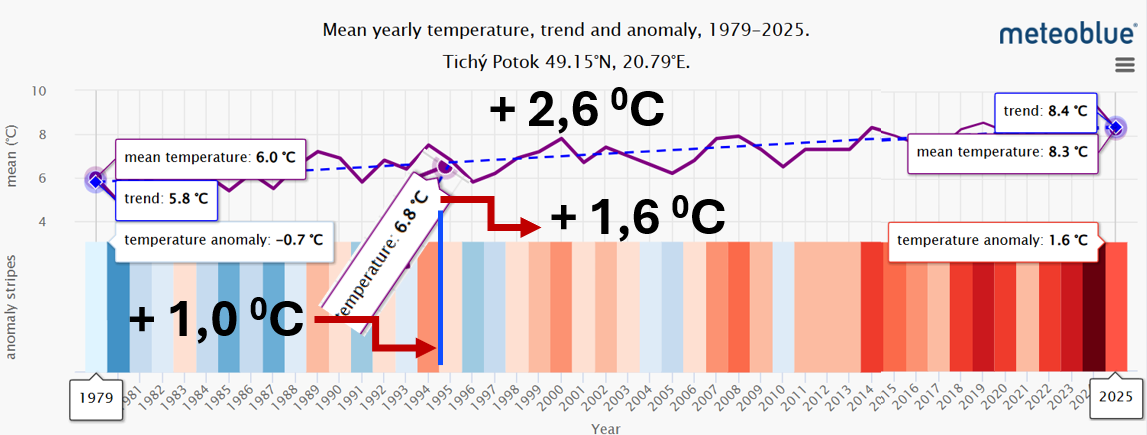 Mean yearly temperature, trend and anomaly, 1979–2025.
Tichý Potok 49.15°N, 20.79°E.
meteoblue®
+ 2,6 ⁰C
10
8
6
4
mean (°C)
trend: 8.4 °C
mean temperature: 8.3 °C
mean temperature: 6.0 °C
trend: 5.8 °C
temperature: 6.8 °C
+ 1,6 ⁰C
temperature anomaly: −0.7 °C
temperature anomaly: 1.6 °C
anomaly stripes
+ 1,0 ⁰C
1979
1981 1982 1983 1984 1985 1986 1987 1988 1989 1990 1991 1992 1993 1994 1995 1996 1997 1998 1999 2000 2001 2002 2003 2004 2005 2006 2007 2008 2009 2010 2011 2012 2013 2014 2015 2016 2017 2018 2019 2020 2021 2022 2023
2025
Year